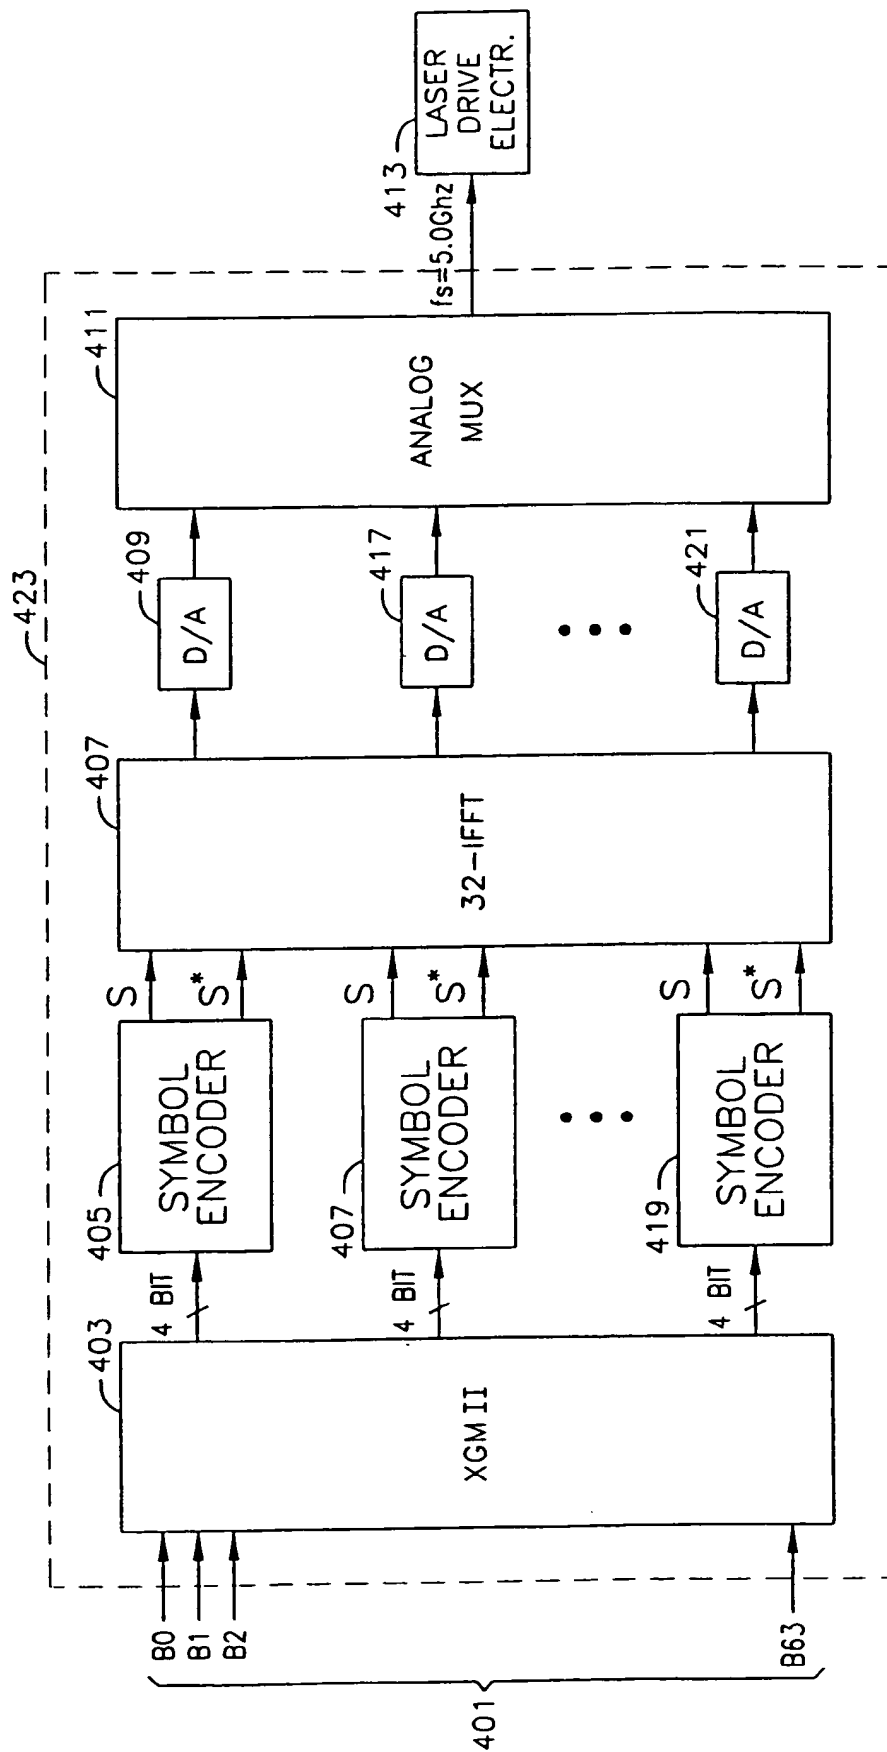 423
B0
B1
B2
B63
401
403
XGM II
4 BIT
4 BIT
4 BIT
405
SYMBOL
ENCODER
407
SYMBOL
ENCODER
419
SYMBOL
ENCODER
S
S*
S
S*
S
S*
407
32-IFFT
409
D/A
417
D/A
421
D/A
411
ANALOG
MUX
fs=5.0Ghz
413
LASER
DRIVE
ELECTR.